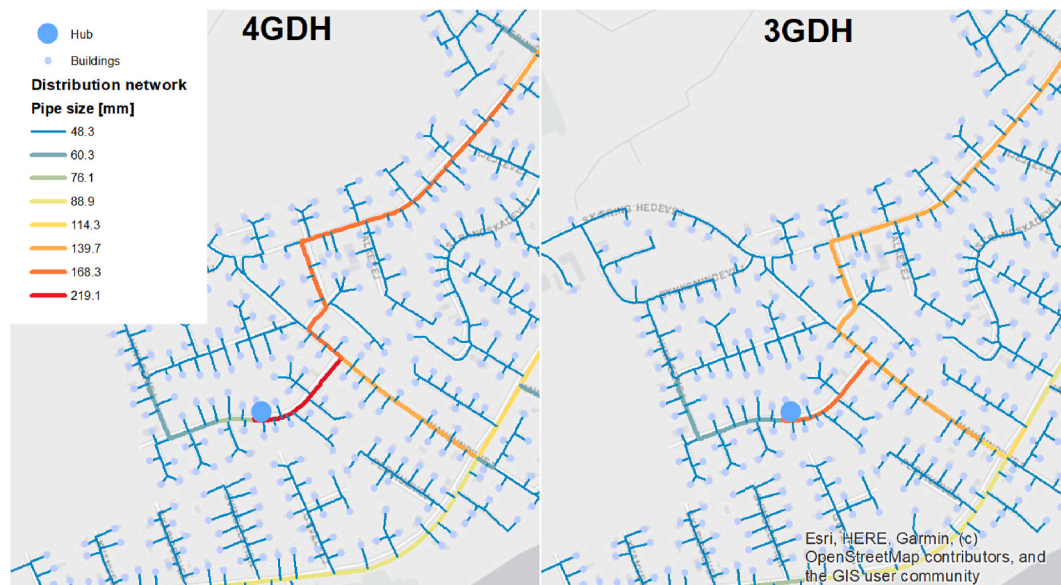 4GDH
3GDH
Hub
Buildings
Distribution network
Pipe size [mm]
48.3
60.3
76.1
88.9
114.3
139.7
168.3
219.1
Esri, HERE, Garmin, (c)
OpenStreetMap contributors, and
the GIS user community